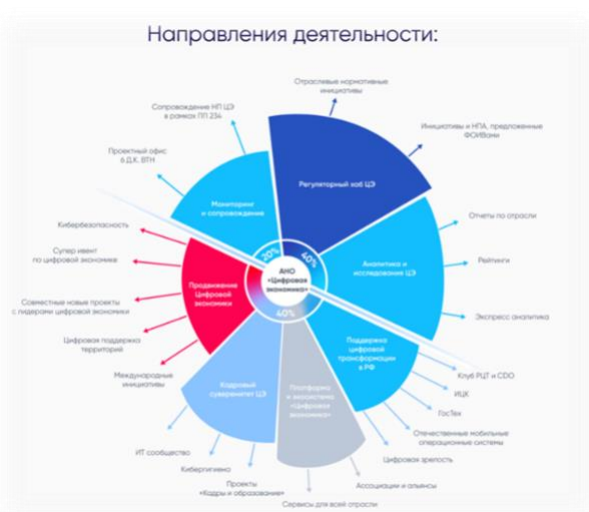 Направления деятельности:
Отраслевые нормативные
инициативы
Сопровождение НП ЦЭ
в рамках ПП 234
Инициативы и НПА, предложенные
ФОИВами
Проектный офис
6 Д.К. ВТН
Регуляторный хаб ЦЭ
Мониторинг
и сопровождение
Отчеты по отрасли
Кибербезопасность
20%
40%
Супер ивент
по цифровой экономике
Аналитика и
исследования ЦЭ
Рейтинги
АНО
«Цифровая
экономика»
Продвижение
Цифровой
экономики
Совместные новые проекты
с лидерами цифровой экономики
40%
Экспресс аналитика
Цифровая поддержка
территорий
Поддержка
цифровой
трансформации
в РФ
Международные
инициативы
Клуб РЦТ и CDO
Кадровый
суверенитет ЦЭ
Платформа
и экосистема
«Цифровая
экономика»
ИЦК
ГосТех
Отечественные мобильные
операционные системы
ИТ сообщество
Цифровая зрелость
Кибергигиена
Проекты
«Кадры и образование»
Ассоциации и альянсы
Сервисы для всей отрасли